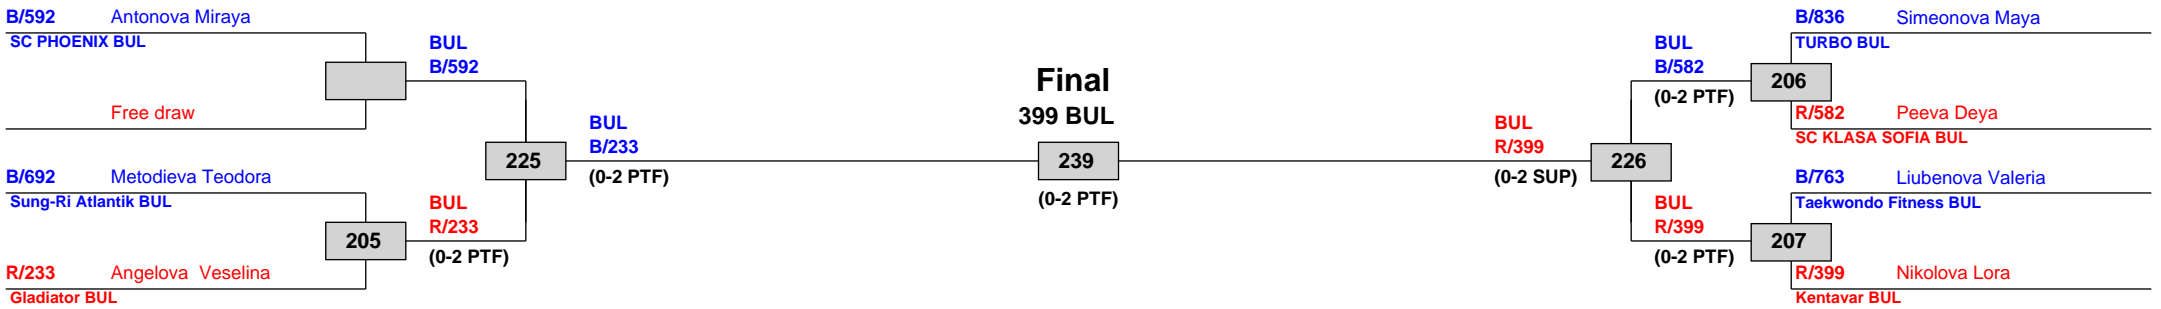 B/592 Antonova Miraya
SC PHOENIX BUL
Free draw
BUL
B/592
B/692 Metodieva Teodora
Sung-Ri Atlantik BUL
205
R/233 Angelova  Veselina
Gladiator BUL
BUL
R/233
(0-2 PTF)
225
BUL
B/233
(0-2 PTF)
Final
399 BUL
239
(0-2 PTF)
BUL
R/399
(0-2 SUP)
226
BUL
B/582
(0-2 PTF)
BUL
R/399
(0-2 PTF)
B/836 Simeonova Maya
TURBO BUL
206
R/582 Peeva Deya
SC KLASA SOFIA BUL
B/763 Liubenova Valeria
Taekwondo Fitness BUL
207
R/399 Nikolova Lora
Kentavar BUL